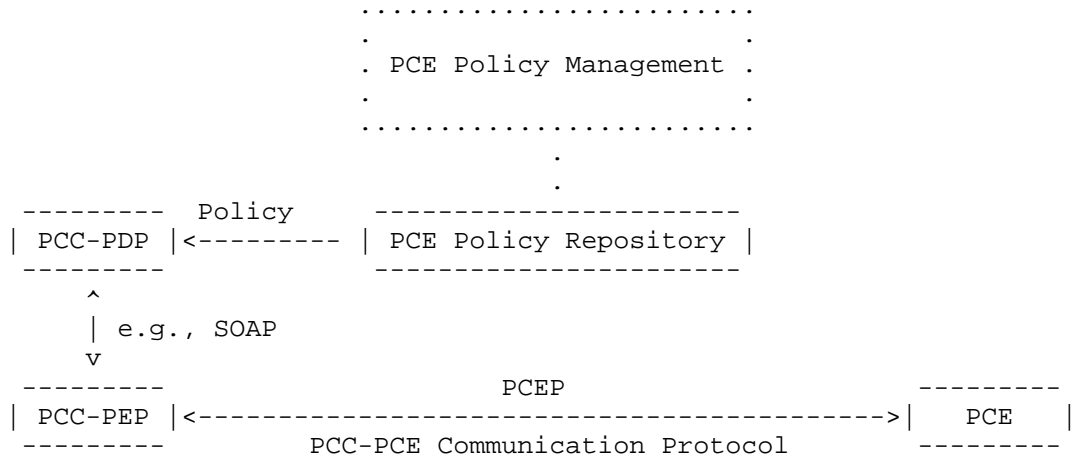 PCE Policy Management
Policy
PCC-PDP PCE Policy Repository
e.g., SOAP
PCEP
PCC-PEP PCE
PCC-PCE Communication Protocol